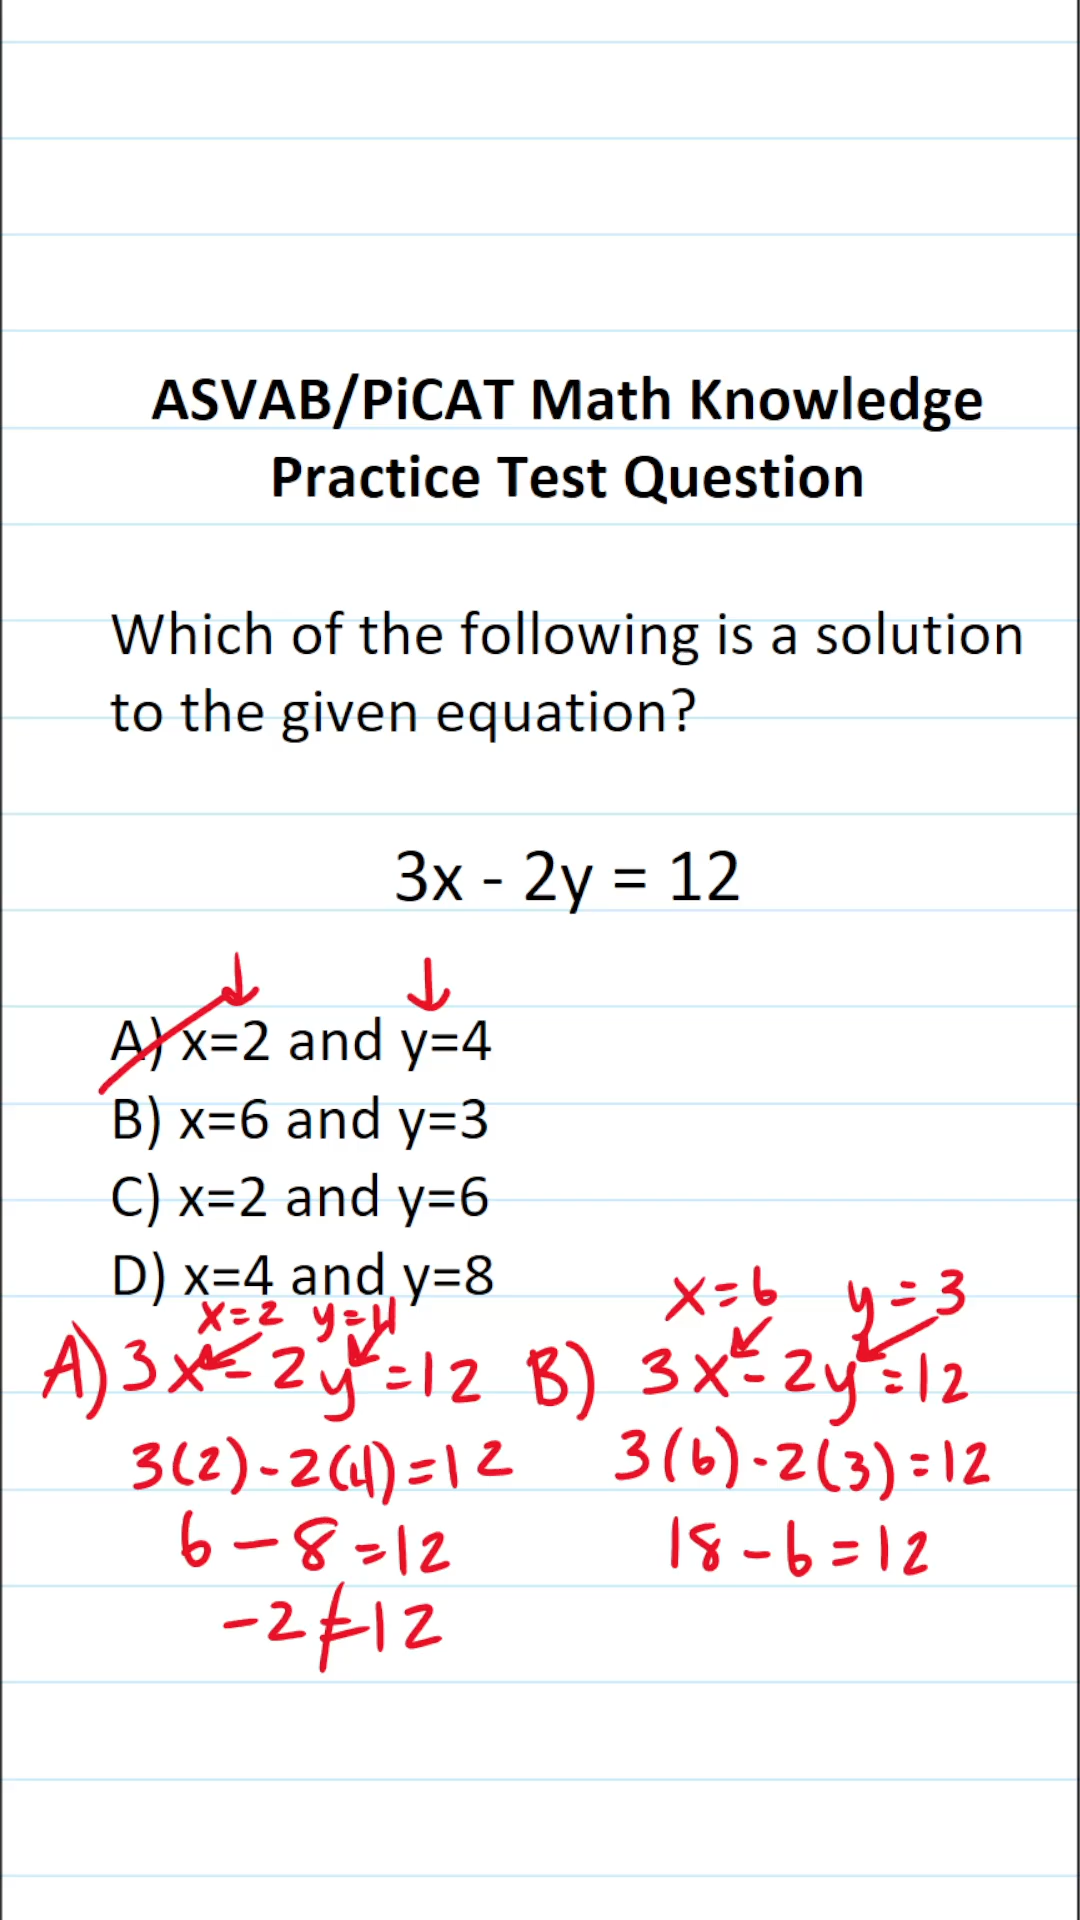 ASVAB/PiCAT Math Knowledge
Practice Test Question
Which of the following is a solution
to the given equation?
3x - 2y = 12
A) x=2 and y=4
B) x=6 and y=3
C) x=2 and y=6
D) x=4 and y=8
x=2 y=4
A) 3x - 2y = 12
3(2) - 2(4) = 12
6 - 8 = 12
-2 ≠ 12
x=6 y=3
B) 3x - 2y = 12
3(6) - 2(3) = 12
18 - 6 = 12